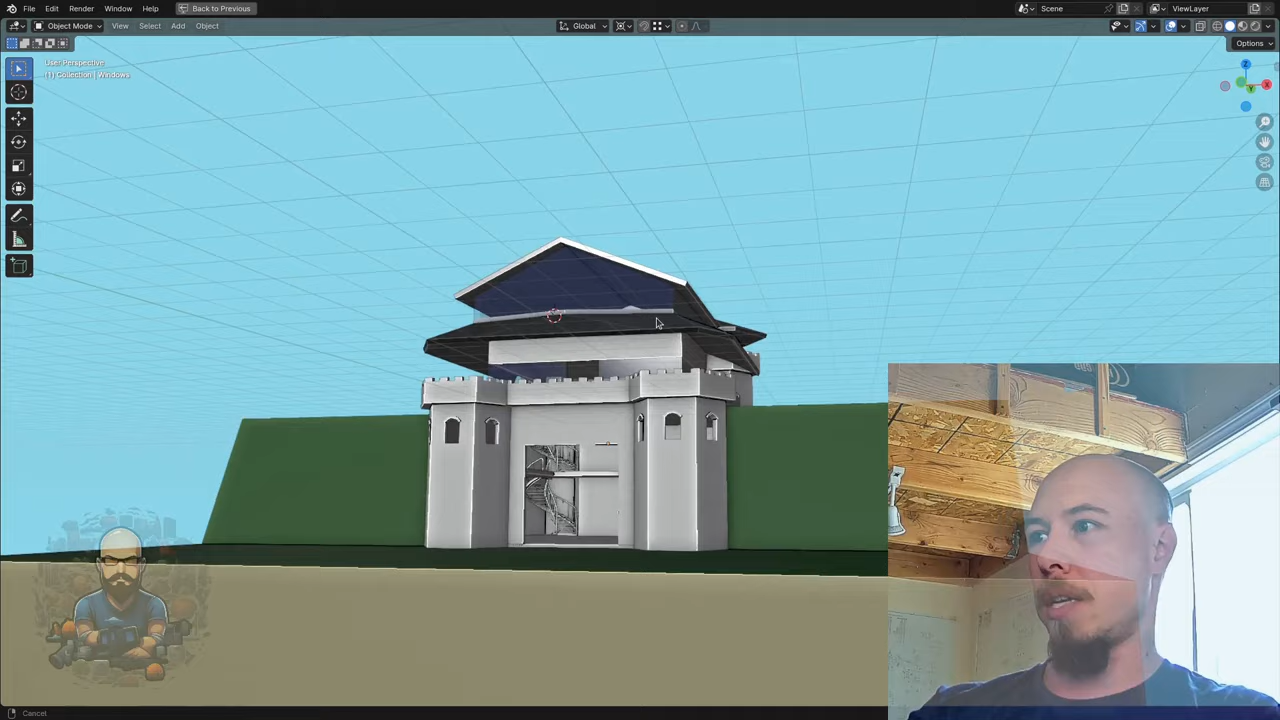 File Edit Render Window Help Back to Previous Scene ViewLayer
Object Mode View Select Add Object Global
Options
User Perspective
(1) Collection | Windows
Z
X
Y
Cancel